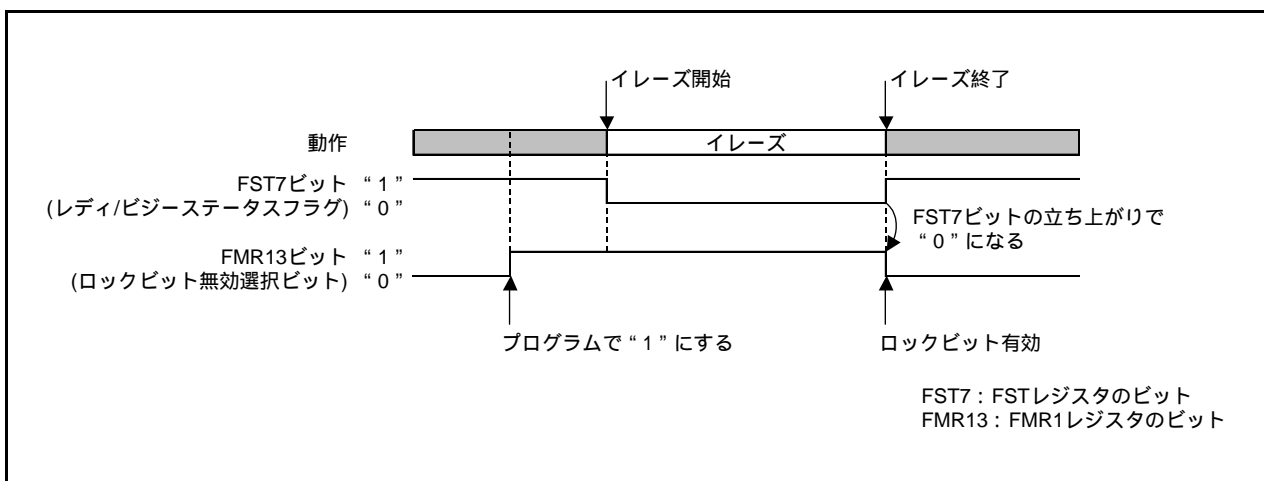 イレーズ開始
イレーズ終了
動作
イレーズ
FST7ビット “1”
(レディ/ビジーステータスフラグ) “0”
FST7ビットの立ち上がりで
“0”になる
FMR13ビット “1”
(ロックビット無効選択ビット) “0”
プログラムで“1”にする
ロックビット有効
FST7：FSTレジスタのビット
FMR13：FMR1レジスタのビット